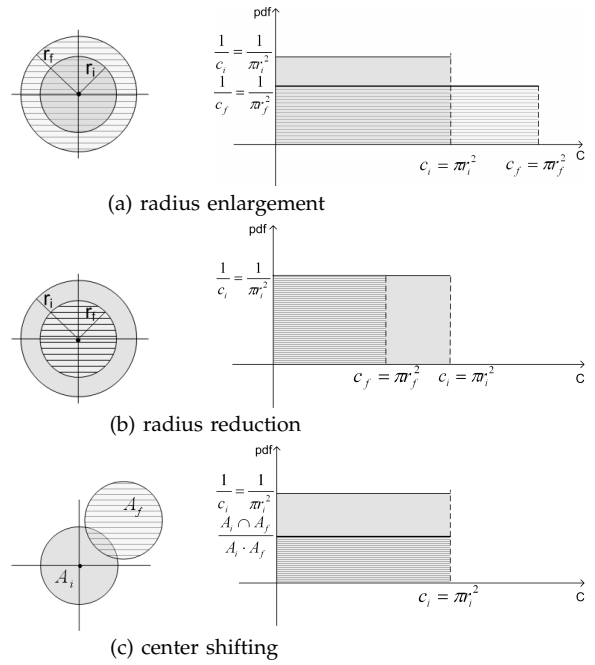 pdf
r_f
r_i
1/c_i = 1/πr_i^2
1/c_f = 1/πr_f^2
c_i = πr_i^2
c_f = πr_f^2
C
(a) radius enlargement
pdf
r_i
r_f
1/c_i = 1/πr_i^2
c_f = πr_f^2
c_i = πr_i^2
C
(b) radius reduction
pdf
A_f
A_i
1/c_i = 1/πr_i^2
A_i ∩ A_f / A_i · A_f
c_i = πr_i^2
C
(c) center shifting